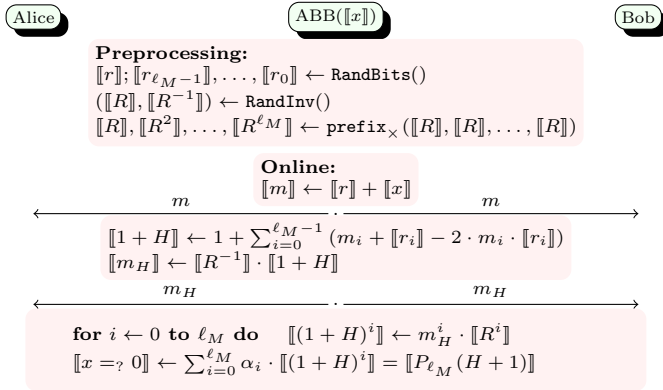 Alice ABB(⟦x⟧) Bob
Preprocessing:
⟦r⟧; ⟦r_{ℓ_M−1}⟧, …, ⟦r_0⟧ ← RandBits()
(⟦R⟧, ⟦R^{−1}⟧) ← RandInv()
⟦R⟧, ⟦R^2⟧, …, ⟦R^{ℓ_M}⟧ ← prefix_×(⟦R⟧, ⟦R⟧, …, ⟦R⟧)
Online:
⟦m⟧ ← ⟦r⟧ + ⟦x⟧
m m
⟦1 + H⟧ ← 1 + ∑_{i=0}^{ℓ_M−1} (m_i + ⟦r_i⟧ − 2 · m_i · ⟦r_i⟧)
⟦m_H⟧ ← ⟦R^{−1}⟧ · ⟦1 + H⟧
m_H m_H
for i ← 0 to ℓ_M do ⟦(1 + H)^i⟧ ← m_H^i · ⟦R^i⟧
⟦x =_? 0⟧ ← ∑_{i=0}^{ℓ_M} α_i · ⟦(1 + H)^i⟧ = ⟦P_{ℓ_M}(H + 1)⟧